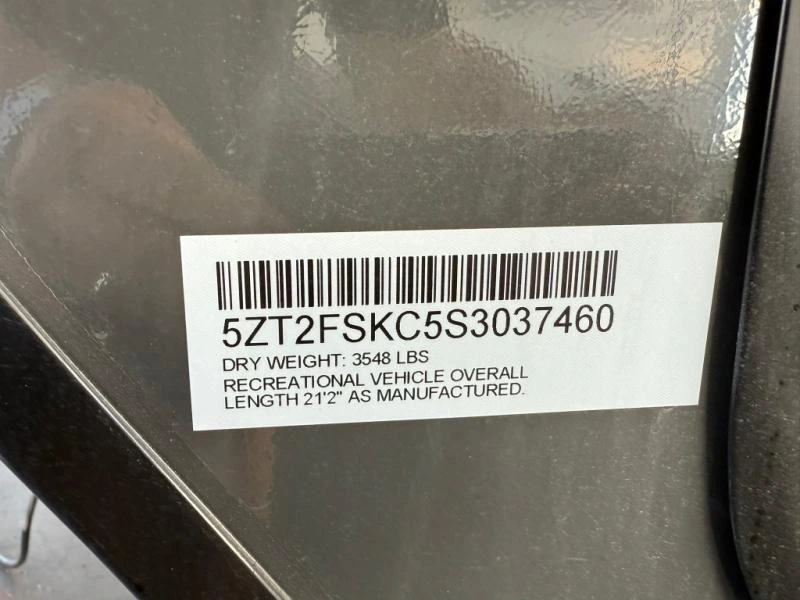 5ZT2FSKC5S3037460
DRY WEIGHT: 3548 LBS
RECREATIONAL VEHICLE OVERALL
LENGTH 21'2" AS MANUFACTURED.